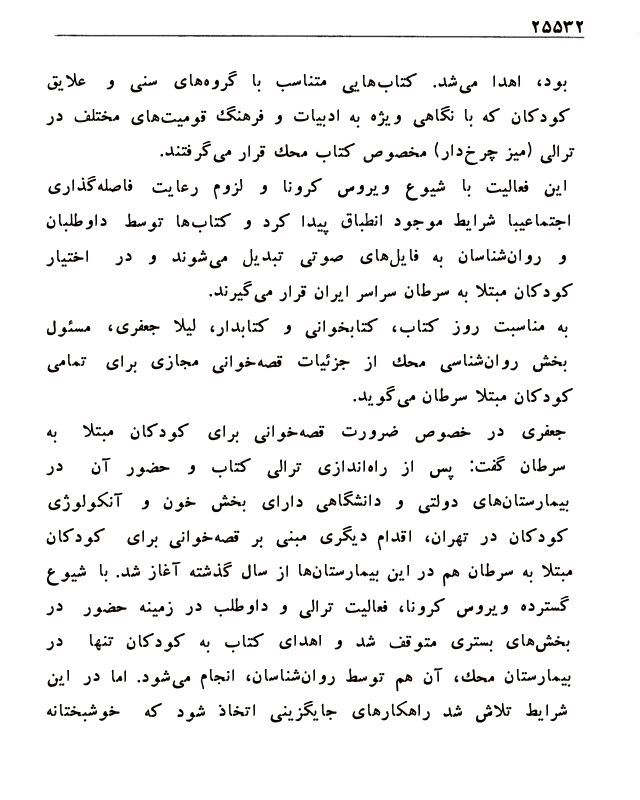 ۲۵۵۳۲
بود، اهدا می‌شد. کتاب‌هایی متناسب با گروه‌های سنی و علایق
کودکان که با نگاهی ویژه به ادبیات و فرهنگ قومیت‌های مختلف در
ترالی (میز چرخ‌دار) مخصوص کتاب محك قرار می‌گرفتند.
این فعالیت با شیوع ویروس کرونا و لزوم رعایت فاصله‌گذاری
اجتماعیبا شرایط موجود انطباق پیدا کرد و کتاب‌ها توسط داوطلبان
و روان‌شناسان به فایل‌های صوتی تبدیل می‌شوند و در اختیار
کودکان مبتلا به سرطان سراسر ایران قرار می‌گیرند.
به مناسبت روز کتاب، کتابخوانی و کتابدار، لیلا جعفری، مسئول
بخش روان‌شناسی محك از جزئیات قصه‌خوانی مجازی برای تمامی
کودکان مبتلا سرطان می‌گوید.
جعفری در خصوص ضرورت قصه‌خوانی برای کودکان مبتلا به
سرطان گفت: پس از راه‌اندازی ترالی کتاب و حضور آن در
بیمارستان‌های دولتی و دانشگاهی دارای بخش خون و آنکولوژی
کودکان در تهران، اقدام دیگری مبنی بر قصه‌خوانی برای کودکان
مبتلا به سرطان هم در این بیمارستان‌ها از سال گذشته آغاز شد. با شیوع
گسترده ویروس کرونا، فعالیت ترالی و داوطلب در زمینه حضور در
بخش‌های بستری متوقف شد و اهدای کتاب به کودکان تنها در
بیمارستان محك، آن هم توسط روان‌شناسان، انجام می‌شود. اما در این
شرایط تلاش شد راهکارهای جایگزینی اتخاذ شود که خوشبختانه